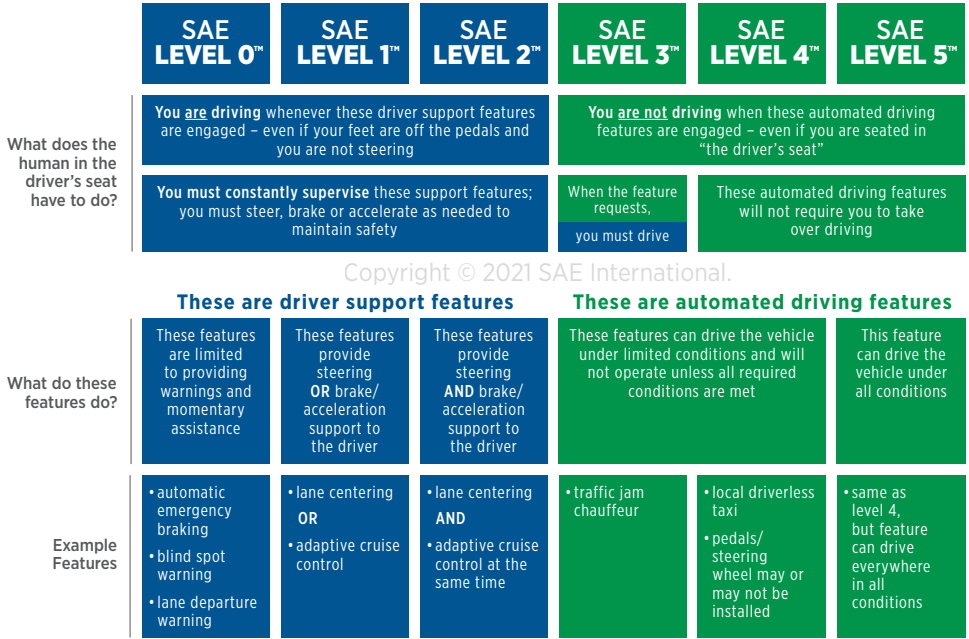 SAE
LEVEL 0™
SAE
LEVEL 1™
SAE
LEVEL 2™
SAE
LEVEL 3™
SAE
LEVEL 4™
SAE
LEVEL 5™
What does the
human in the
driver's seat
have to do?
You are driving whenever these driver support features
are engaged – even if your feet are off the pedals and
you are not steering
You are not driving when these automated driving
features are engaged – even if you are seated in
“the driver's seat”
You must constantly supervise these support features;
you must steer, brake or accelerate as needed to
maintain safety
When the feature
requests,
you must drive
These automated driving features
will not require you to take
over driving
Copyright © 2021 SAE International.
These are driver support features
These are automated driving features
What do these
features do?
These features
are limited
to providing
warnings and
momentary
assistance
These features
provide
steering
OR brake/
acceleration
support to
the driver
These features
provide
steering
AND brake/
acceleration
support to
the driver
These features can drive the vehicle
under limited conditions and will
not operate unless all required
conditions are met
This feature
can drive the
vehicle under
all conditions
Example
Features
• automatic
emergency
braking
• blind spot
warning
• lane departure
warning
• lane centering
OR
• adaptive cruise
control
• lane centering
AND
• adaptive cruise
control at the
same time
• traffic jam
chauffeur
• local driverless
taxi
• pedals/
steering
wheel may or
may not be
installed
• same as
level 4,
but feature
can drive
everywhere
in all
conditions